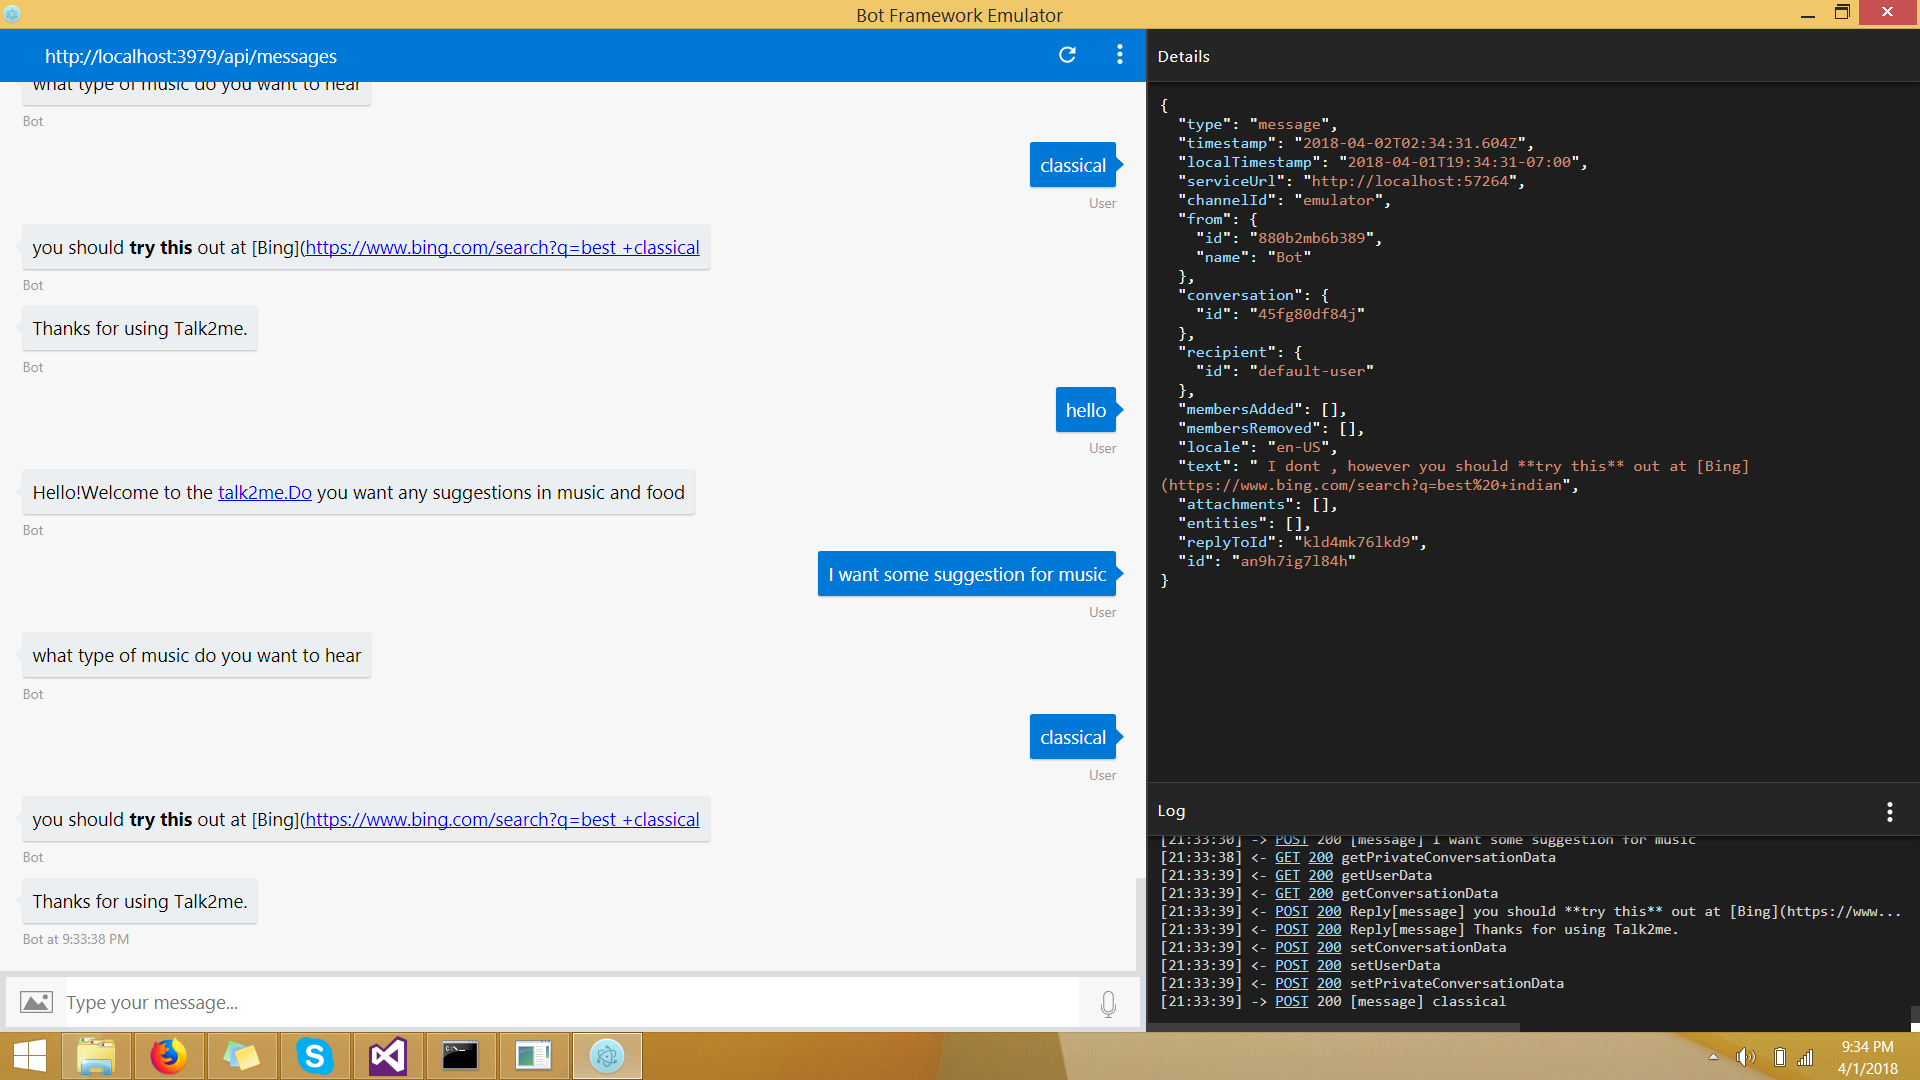 Bot Framework Emulator
http://localhost:3979/api/messages
what type of music do you want to hear
Bot
classical
User
you should try this out at [Bing](https://www.bing.com/search?q=best +classical
Bot
Thanks for using Talk2me.
Bot
hello
User
Hello!Welcome to the talk2me.Do you want any suggestions in music and food
Bot
I want some suggestion for music
User
what type of music do you want to hear
Bot
classical
User
you should try this out at [Bing](https://www.bing.com/search?q=best +classical
Bot
Thanks for using Talk2me.
Bot at 9:33:38 PM
Type your message...
Details
{
"type": "message",
"timestamp": "2018-04-02T02:34:31.604Z",
"localTimestamp": "2018-04-01T19:34:31-07:00",
"serviceUrl": "http://localhost:57264",
"channelId": "emulator",
"from": {
"id": "880b2mb6b389",
"name": "Bot"
},
"conversation": {
"id": "45fg80df84j"
},
"recipient": {
"id": "default-user"
},
"membersAdded": [],
"membersRemoved": [],
"locale": "en-US",
"text": " I dont , however you should **try this** out at [Bing]
(https://www.bing.com/search?q=best%20+indian",
"attachments": [],
"entities": [],
"replyToId": "kld4mk76lkd9",
"id": "an9h7ig7l84h"
}
Log
[21:33:30] -> POST 200 [message] I want some suggestion for music
[21:33:38] <- GET 200 getPrivateConversationData
[21:33:39] <- GET 200 getUserData
[21:33:39] <- GET 200 getConversationData
[21:33:39] <- POST 200 Reply[message] you should **try this** out at [Bing](https://www...
[21:33:39] <- POST 200 Reply[message] Thanks for using Talk2me.
[21:33:39] <- POST 200 setConversationData
[21:33:39] <- POST 200 setUserData
[21:33:39] <- POST 200 setPrivateConversationData
[21:33:39] -> POST 200 [message] classical
9:34 PM
4/1/2018